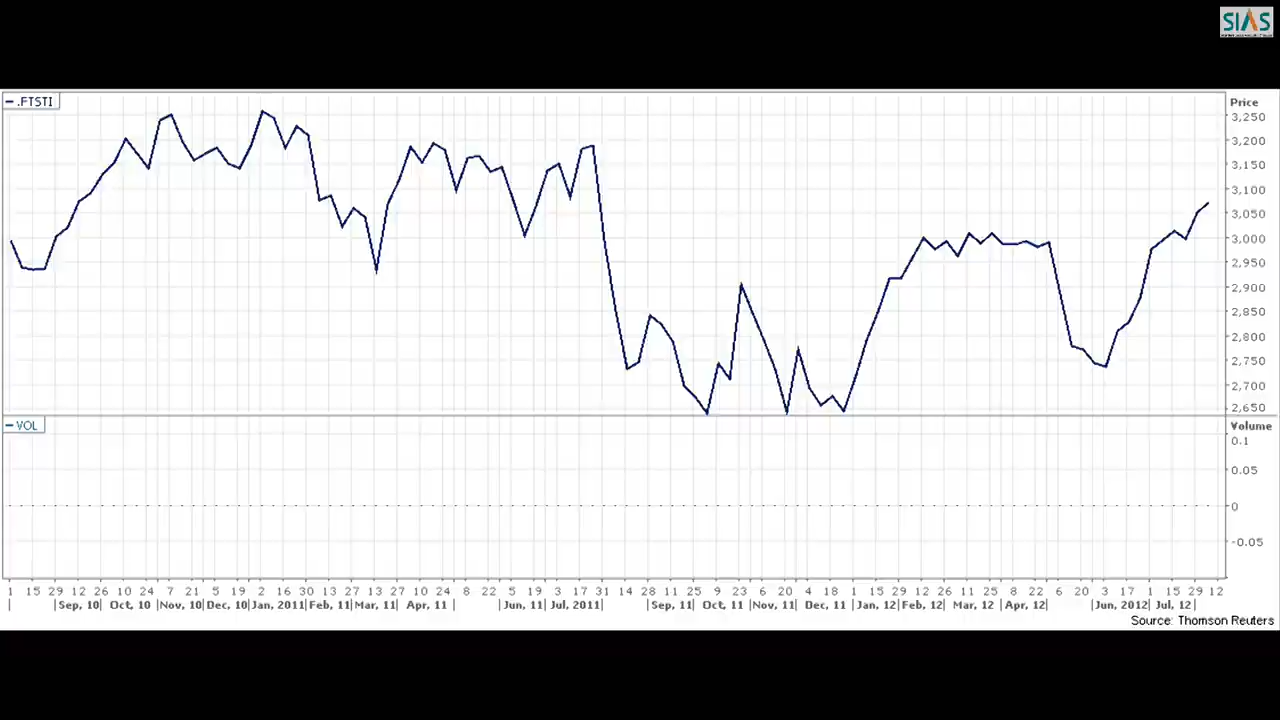 SIAS
.FTSTI
Price
3,250
3,200
3,150
3,100
3,050
3,000
2,950
2,900
2,850
2,800
2,750
2,700
2,650
VOL
Volume
0.1
0.05
0
-0.05
1 15 29 12 26 10 24 7 21 5 19 2 16 30 13 27 13 27 10 24 8 22 5 19 3 17 31 14 28 11 25 9 23 6 20 4 18 1 15 29 12 26 11 25 8 22 6 20 3 17 1 15 29 12
Sep, 10 Oct, 10 Nov, 10 Dec, 10 Jan, 2011 Feb, 11 Mar, 11 Apr, 11 Jun, 11 Jul, 2011 Sep, 11 Oct, 11 Nov, 11 Dec, 11 Jan, 12 Feb, 12 Mar, 12 Apr, 12 Jun, 2012 Jul, 12
Source: Thomson Reuters